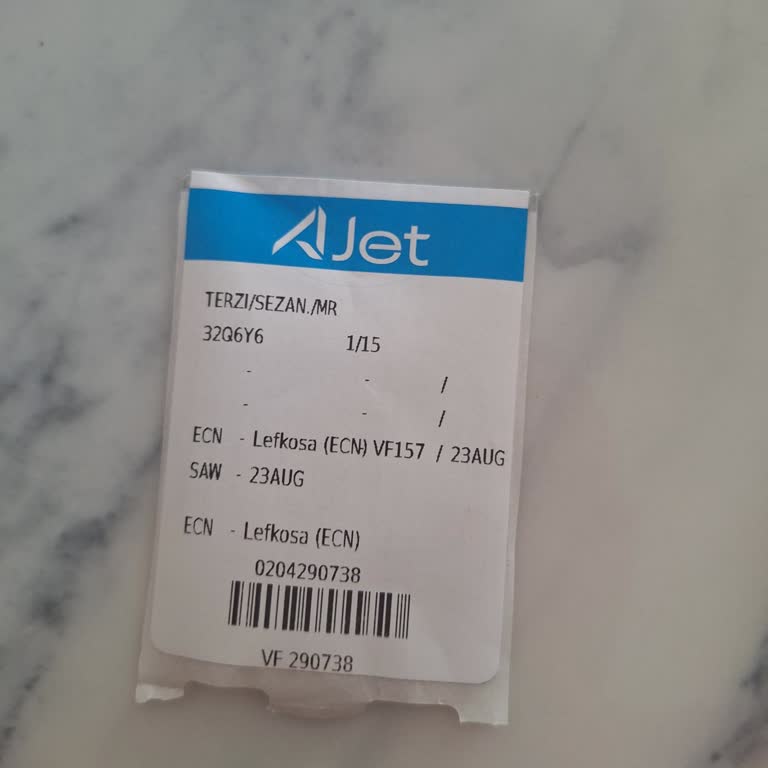 AJet
TERZI/SEZAN./MR
32Q6Y6 1/15
- - /
- - /
ECN - Lefkosa (ECN) VF157 / 23AUG
SAW - 23AUG
ECN - Lefkosa (ECN)
0204290738
VF 290738